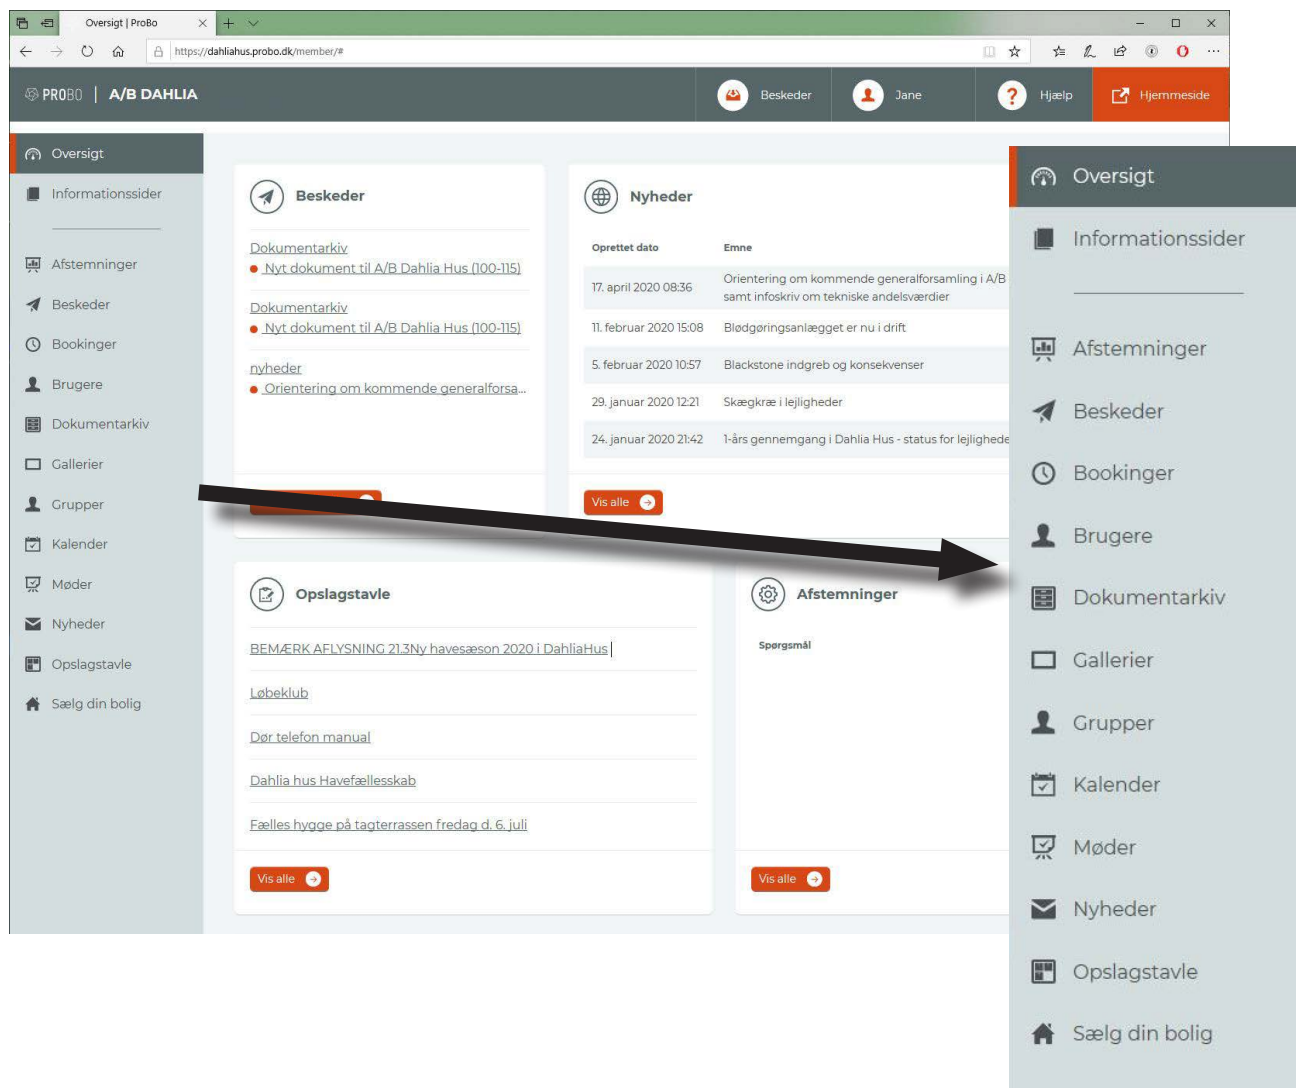 Oversigt | ProBo
https://dahliahus.probo.dk/member/#
PROBO | A/B DAHLIA
Beskeder
Jane
? Hjælp
Hjemmeside
Oversigt
Informationssider
Afstemninger
Beskeder
Bookinger
Brugere
Dokumentarkiv
Gallerier
Grupper
Kalender
Møder
Nyheder
Opslagstavle
Sælg din bolig
Beskeder
Dokumentarkiv
Nyt dokument til A/B Dahlia Hus (100-115)
Dokumentarkiv
Nyt dokument til A/B Dahlia Hus (100-115)
nyheder
Orientering om kommende generalforsa...
Nyheder
Oprettet dato Emne
17. april 2020 08:36 Orientering om kommende generalforsamling i A/B
samt infoskriv om tekniske andelsværdier
11. februar 2020 15:08 Blødgøringsanlægget er nu i drift
5. februar 2020 10:57 Blackstone indgreb og konsekvenser
29. januar 2020 12:21 Skægkræ i lejligheder
24. januar 2020 21:42 1-års gennemgang i Dahlia Hus - status for lejlighede
Vis alle
Opslagstavle
BEMÆRK AFLYSNING 21.3Ny havesæson 2020 i DahliaHus
Løbeklub
Dør telefon manual
Dahlia hus Havefællesskab
Fælles hygge på tagterrassen fredag d. 6. juli
Vis alle
Afstemninger
Spørgsmål
Vis alle
Oversigt
Informationssider
Afstemninger
Beskeder
Bookinger
Brugere
Dokumentarkiv
Gallerier
Grupper
Kalender
Møder
Nyheder
Opslagstavle
Sælg din bolig